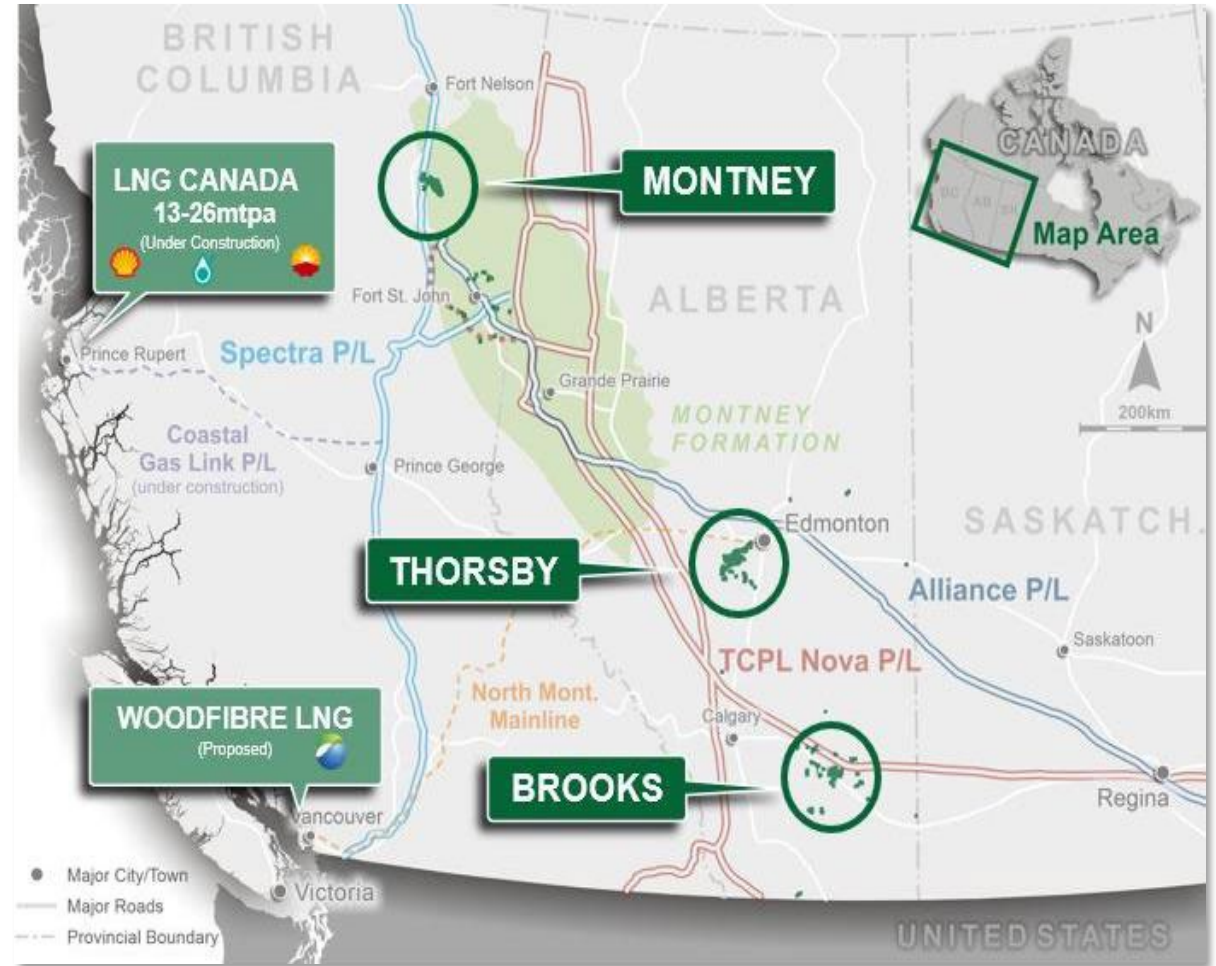 BRITISH
COLUMBIA
Fort Nelson
CANADA
BC
AB
SK
Map Area
LNG CANADA
13-26mtpa
(Under Construction)
MONTNEY
ALBERTA
N
200km
Fort St. John
Prince Rupert
Spectra P/L
Grande Prairie
MONTNEY
FORMATION
Coastal
Gas Link P/L
(under construction)
Prince George
Edmonton
SASKATCH.
THORSBY
Alliance P/L
Saskatoon
TCPL Nova P/L
North Mont.
Mainline
WOODFIBRE LNG
(Proposed)
Calgary
BROOKS
Regina
Vancouver
Major City/Town
Major Roads
Provincial Boundary
Victoria
UNITED STATES